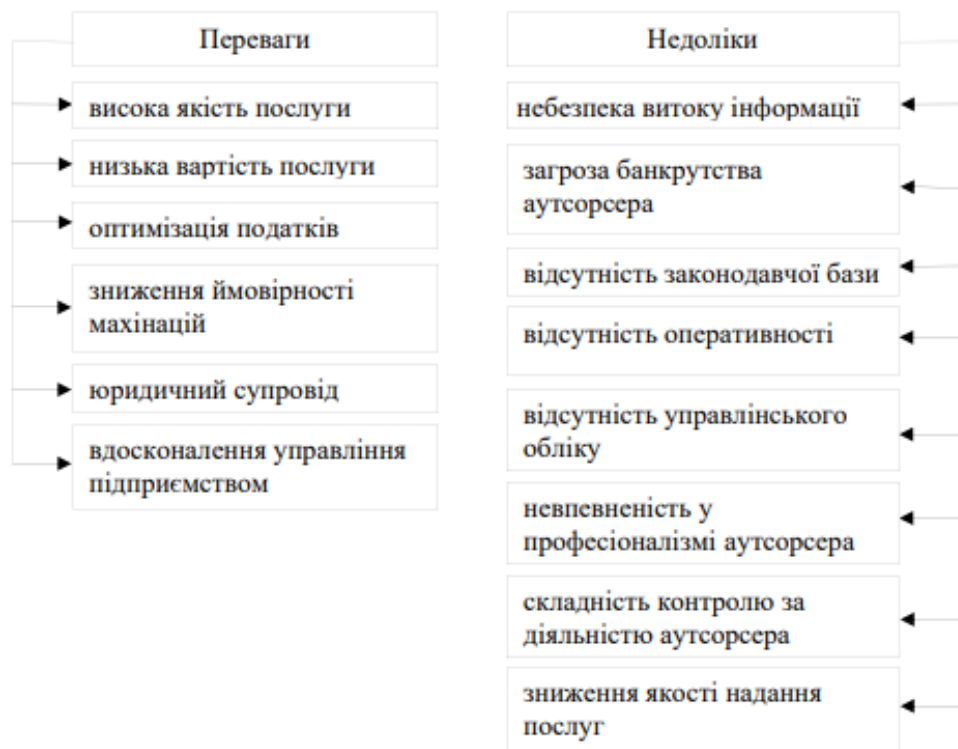 Переваги
висока якість послуги
низька вартість послуги
оптимізація податків
зниження ймовірності
махінацій
юридичний супровід
вдосконалення управління
підприємством
Недоліки
небезпека витоку інформації
загроза банкрутства
аутсорсера
відсутність законодавчої бази
відсутність оперативності
відсутність управлінського
обліку
невпевненість у
професіоналізмі аутсорсера
складність контролю за
діяльністю аутсорсера
зниження якості надання
послуг